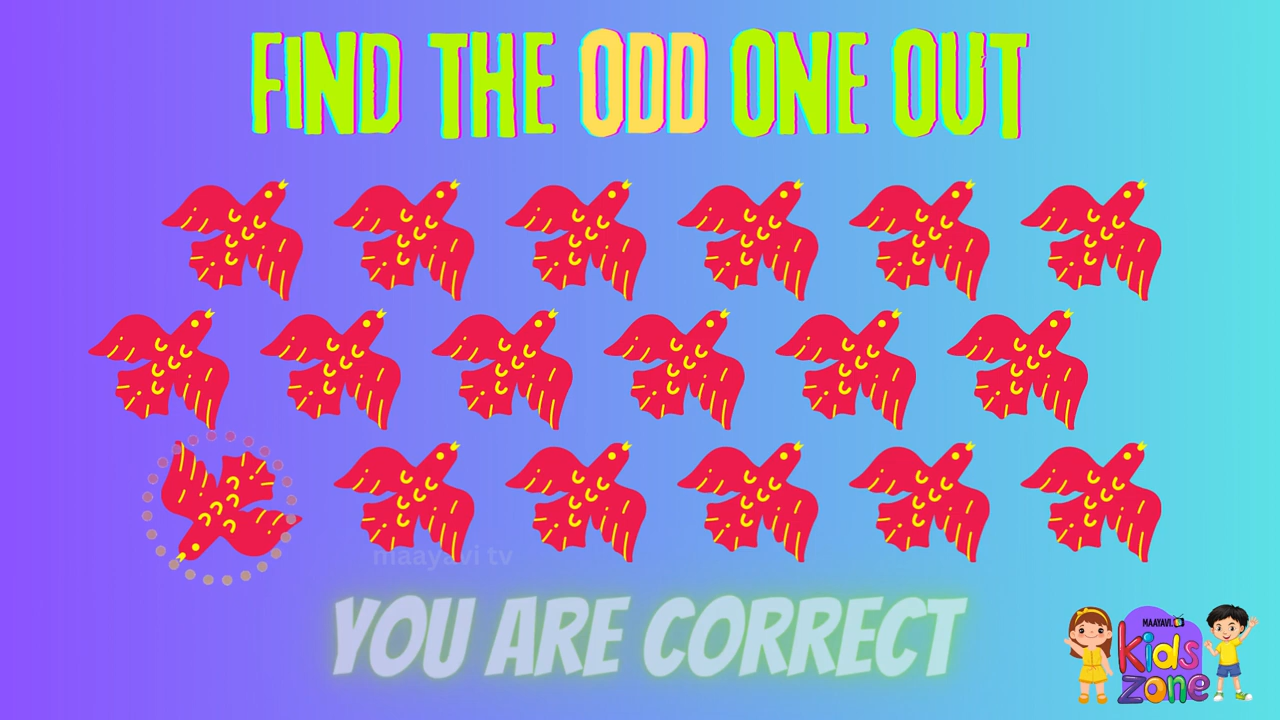 FIND THE ODD ONE OUT
maayavi tv
YOU ARE CORRECT
MAAYAVI
kids
zone